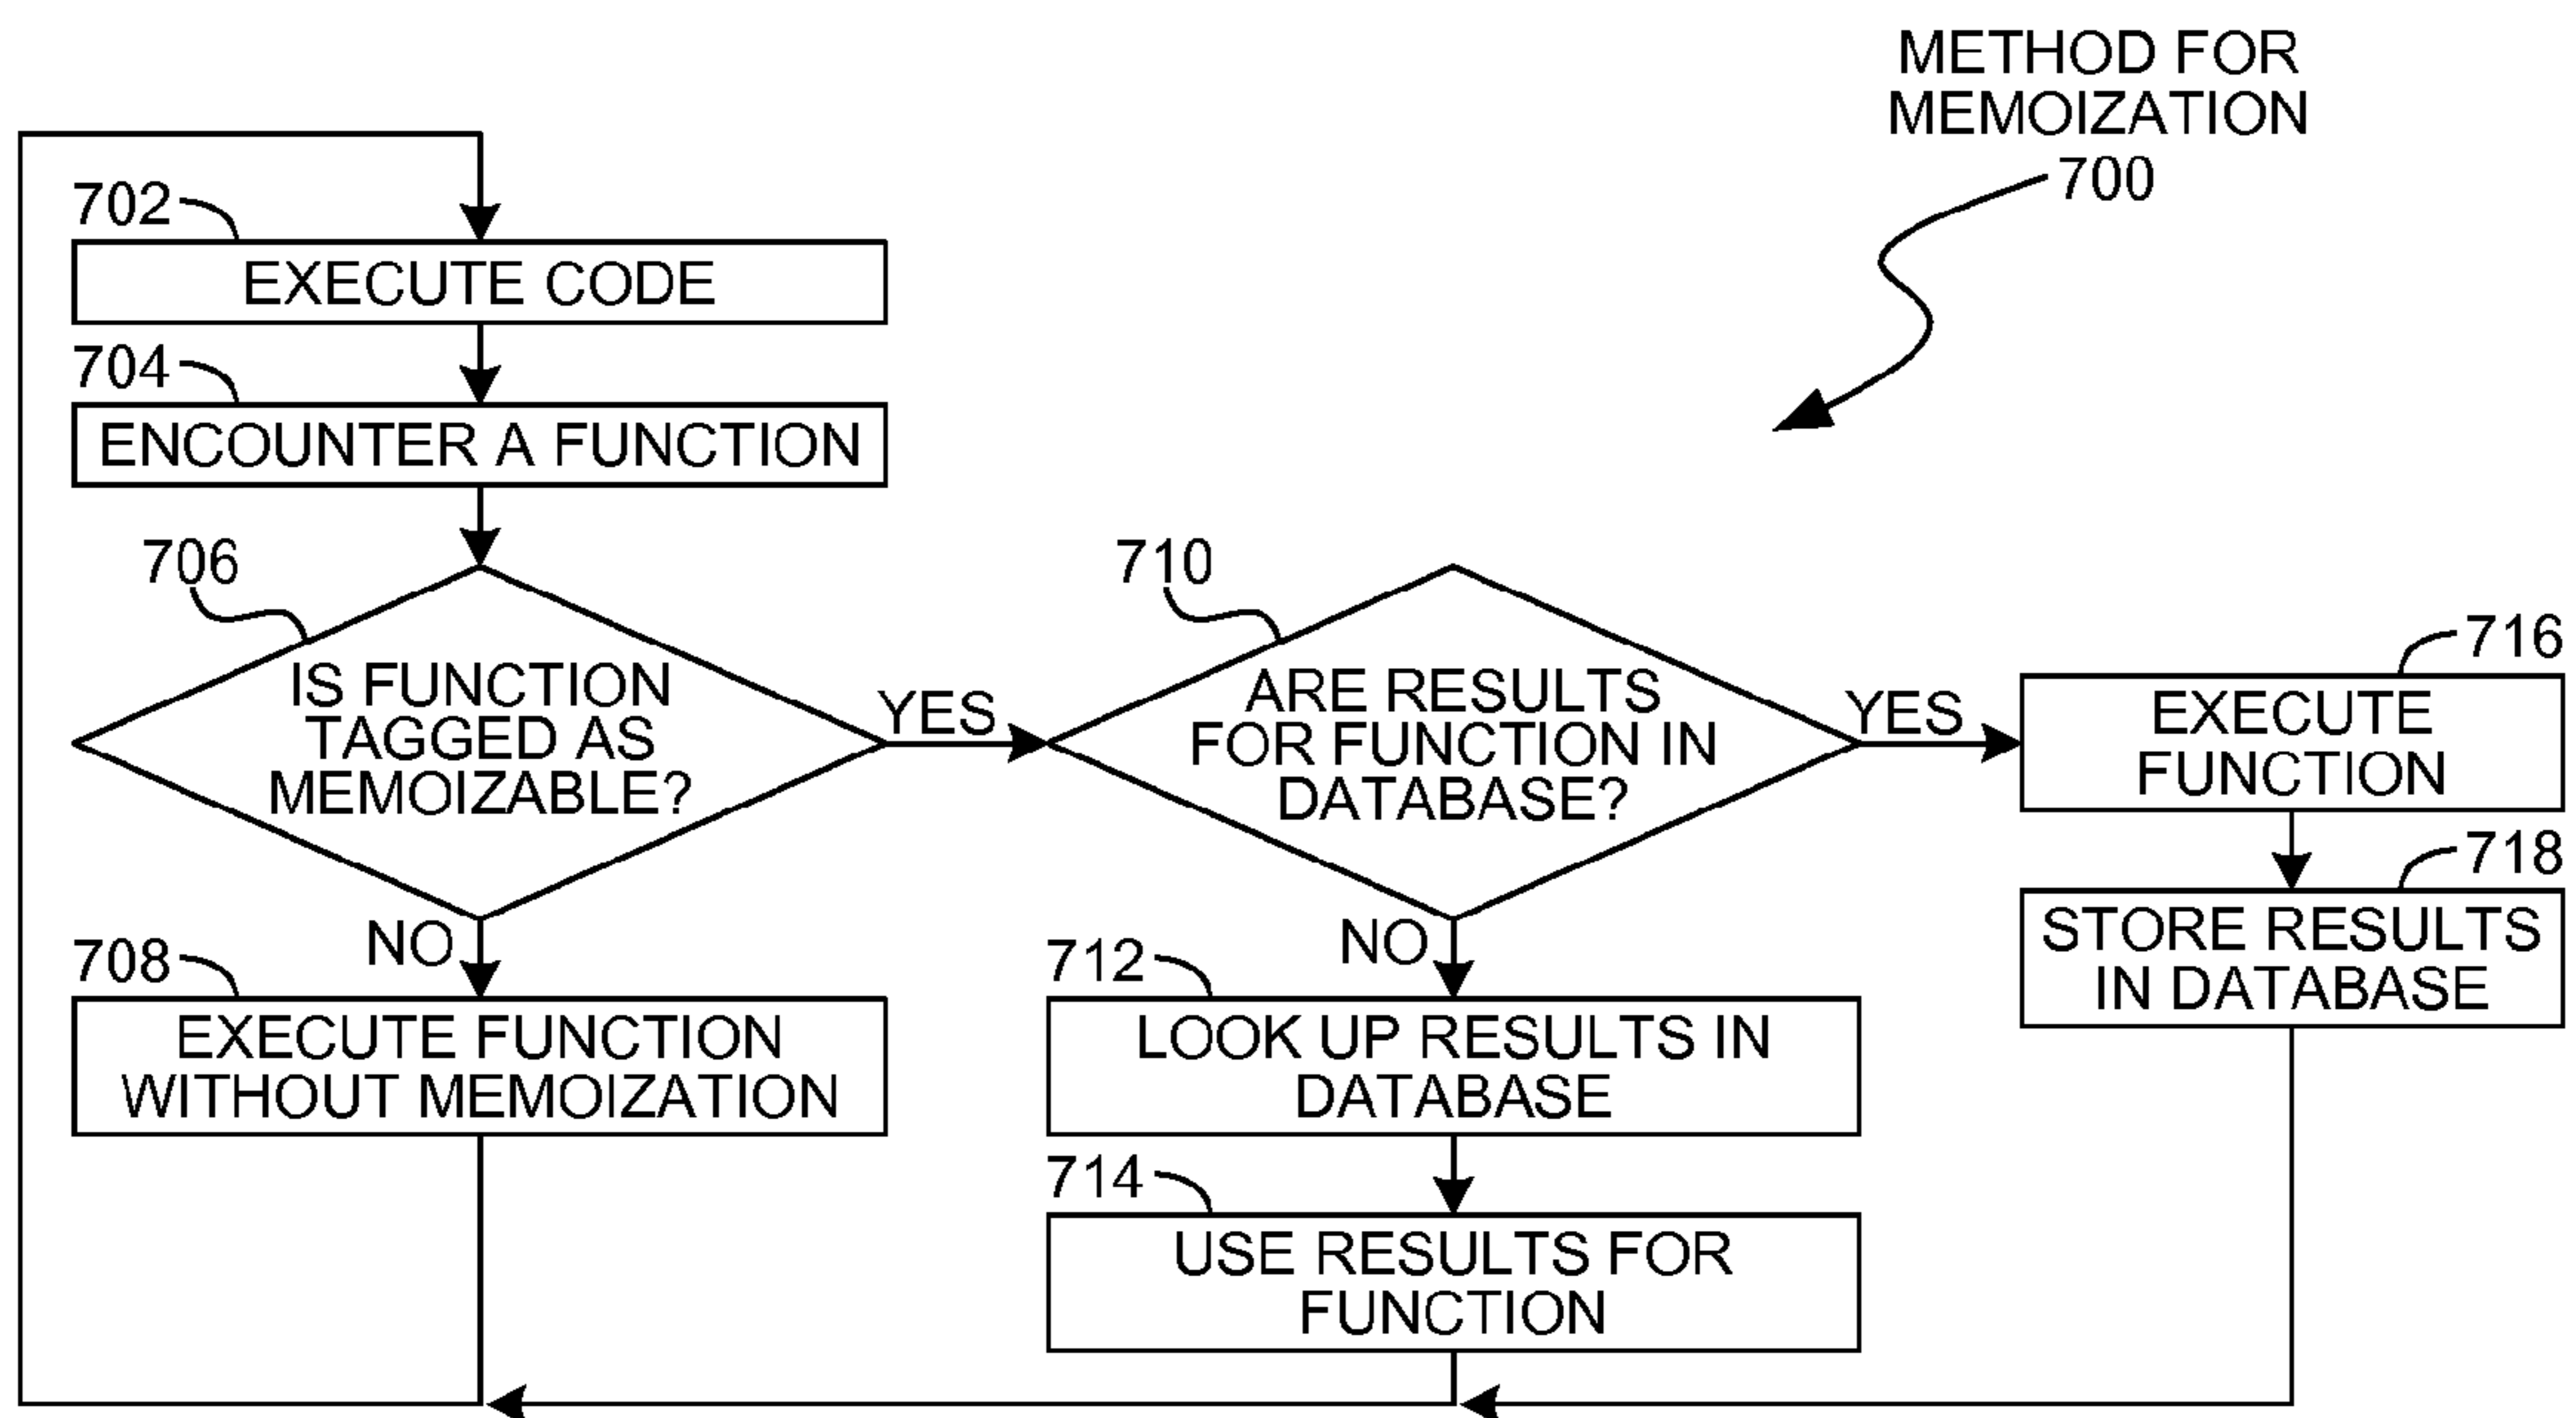 METHOD FOR
MEMOIZATION
700
702
EXECUTE CODE
704
ENCOUNTER A FUNCTION
706
IS FUNCTION
TAGGED AS
MEMOIZABLE?
YES
NO
708
EXECUTE FUNCTION
WITHOUT MEMOIZATION
710
ARE RESULTS
FOR FUNCTION IN
DATABASE?
YES
NO
712
LOOK UP RESULTS IN
DATABASE
714
USE RESULTS FOR
FUNCTION
716
EXECUTE
FUNCTION
718
STORE RESULTS
IN DATABASE